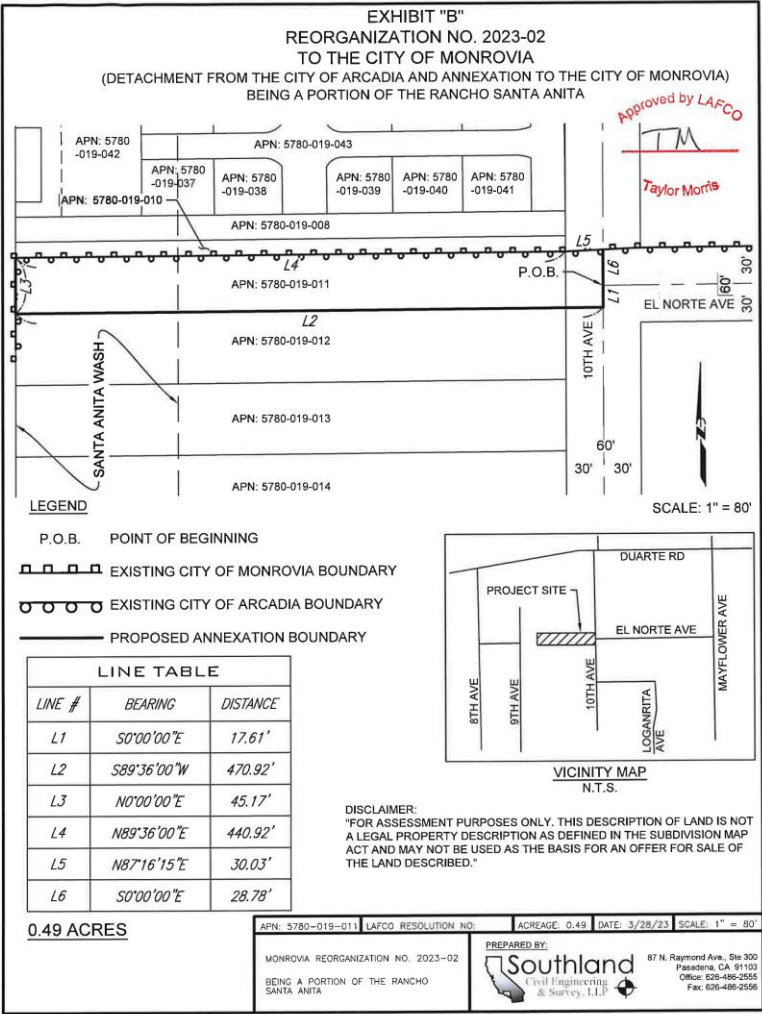 EXHIBIT "B"
REORGANIZATION NO. 2023-02
TO THE CITY OF MONROVIA
(DETACHMENT FROM THE CITY OF ARCADIA AND ANNEXATION TO THE CITY OF MONROVIA)
BEING A PORTION OF THE RANCHO SANTA ANITA
Approved by LAFCO
TM
Taylor Morris
APN: 5780
-019-042
APN: 5780-019-043
APN: 5780
-019-037
APN: 5780
-019-038
APN: 5780
-019-039
APN: 5780
-019-040
APN: 5780
-019-041
APN: 5780-019-010
APN: 5780-019-008
L5
L4
L3
L6
P.O.B.
APN: 5780-019-011
L1
30'
60'
30'
EL NORTE AVE
L2
APN: 5780-019-012
10TH AVE
SANTA ANITA WASH
APN: 5780-019-013
60'
30'
30'
APN: 5780-019-014
N
SCALE: 1" = 80'
LEGEND
P.O.B. POINT OF BEGINNING
EXISTING CITY OF MONROVIA BOUNDARY
EXISTING CITY OF ARCADIA BOUNDARY
PROPOSED ANNEXATION BOUNDARY
LINE TABLE
LINE # BEARING DISTANCE
L1 S0°00'00"E 17.61'
L2 S89°36'00"W 470.92'
L3 N0°00'00"E 45.17'
L4 N89°36'00"E 440.92'
L5 N87°16'15"E 30.03'
L6 S0°00'00"E 28.78'
0.49 ACRES
DUARTE RD
PROJECT SITE
EL NORTE AVE
8TH AVE
9TH AVE
10TH AVE
LOGANRITA
AVE
MAYFLOWER AVE
VICINITY MAP
N.T.S.
DISCLAIMER:
"FOR ASSESSMENT PURPOSES ONLY. THIS DESCRIPTION OF LAND IS NOT
A LEGAL PROPERTY DESCRIPTION AS DEFINED IN THE SUBDIVISION MAP
ACT AND MAY NOT BE USED AS THE BASIS FOR AN OFFER FOR SALE OF
THE LAND DESCRIBED."
APN: 5780-019-011 LAFCO RESOLUTION NO: ACREAGE: 0.49 DATE: 3/28/23 SCALE: 1" = 80'
MONROVIA REORGANIZATION NO. 2023-02
BEING A PORTION OF THE RANCHO
SANTA ANITA
PREPARED BY:
Southland
Civil Engineering
& Survey, LLP
87 N. Raymond Ave., Ste 300
Pasadena, CA 91103
Office: 626-486-2555
Fax: 626-486-2556